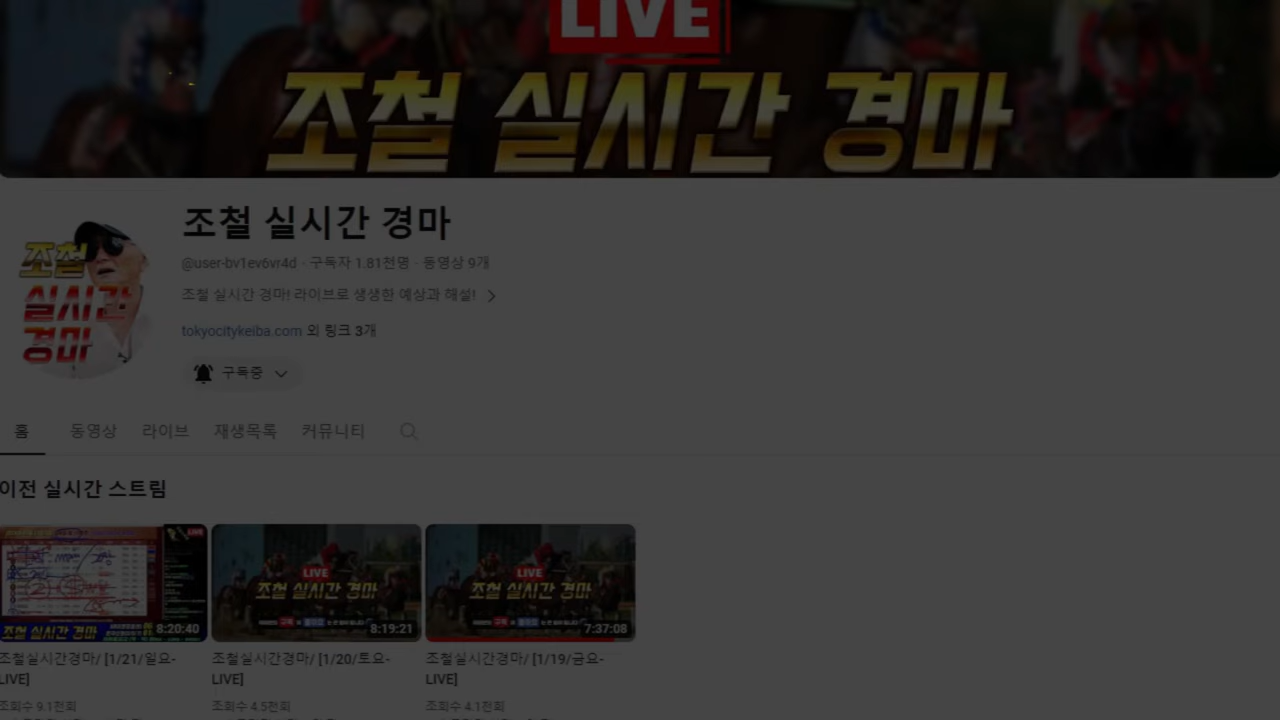 LIVE
조철 실시간 경마
조철
실시간
경마
조철 실시간 경마
@user-bv1ev6vr4d · 구독자 1.81천명 · 동영상 9개
조철 실시간 경마! 라이브로 생생한 예상과 해설!
tokyocitykeiba.com 외 링크 3개
구독중
홈 동영상 라이브 재생목록 커뮤니티
이전 실시간 스트림
LIVE
조철 실시간 경마
8:20:40
LIVE
조철 실시간 경마
8:19:21
LIVE
조철 실시간 경마
7:37:08
조철실시간경마/ [1/21/일요-
LIVE]
조회수 9.1천회
조철실시간경마/ [1/20/토요-
LIVE]
조회수 4.5천회
조철실시간경마/ [1/19/금요-
LIVE]
조회수 4.1천회